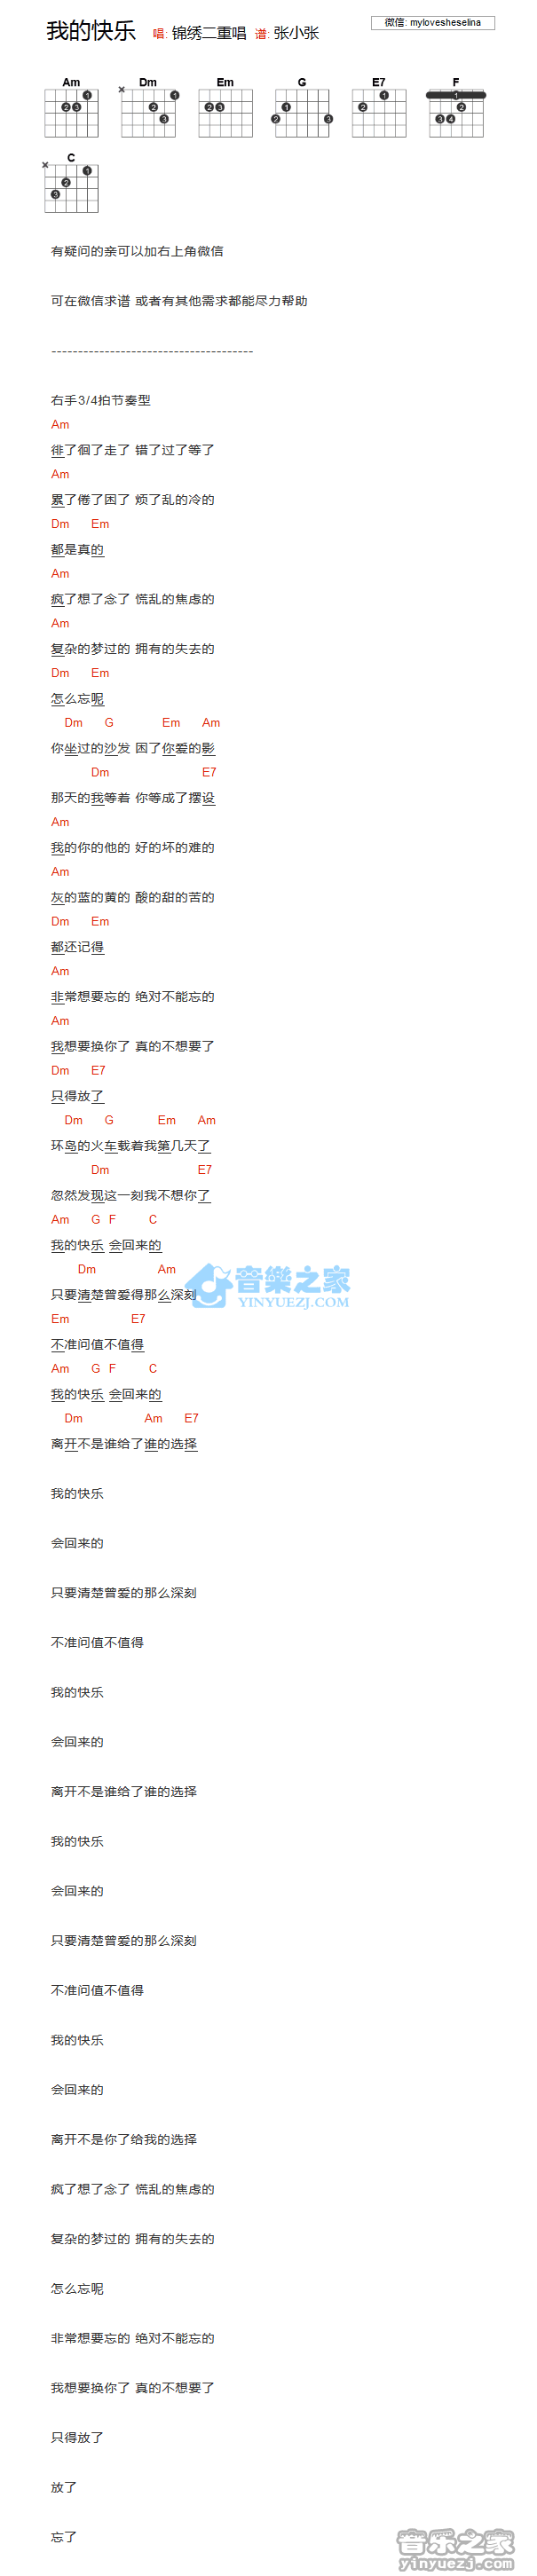 我的快乐 唱: 锦绣二重唱 谱: 张小张
微信: mylovesheselina
Am Dm Em G E7 F
C
有疑问的亲可以加右上角微信
可在微信求谱 或者有其他需求都能尽力帮助
--------------------------------------
右手3/4拍节奏型
Am
徘了徊了走了 错了过了等了
Am
累了倦了困了 烦了乱的冷的
Dm Em
都是真的
Am
疯了想了念了 慌乱的焦虑的
Am
复杂的梦过的 拥有的失去的
Dm Em
怎么忘呢
Dm G Em Am
你坐过的沙发 困了你爱的影
Dm E7
那天的我等着 你等成了摆设
Am
我的你的他的 好的坏的难的
Am
灰的蓝的黄的 酸的甜的苦的
Dm Em
都还记得
Am
非常想要忘的 绝对不能忘的
Am
我想要换你了 真的不想要了
Dm E7
只得放了
Dm G Em Am
环岛的火车载着我第几天了
Dm E7
忽然发现这一刻我不想你了
Am G F C
我的快乐 会回来的
Dm Am
只要清楚曾爱得那么深刻
Em E7
不准问值不值得
Am G F C
我的快乐 会回来的
Dm Am E7
离开不是谁给了谁的选择
我的快乐
会回来的
只要清楚曾爱的那么深刻
不准问值不值得
我的快乐
会回来的
离开不是谁给了谁的选择
我的快乐
会回来的
只要清楚曾爱的那么深刻
不准问值不值得
我的快乐
会回来的
离开不是你了给我的选择
疯了想了念了 慌乱的焦虑的
复杂的梦过的 拥有的失去的
怎么忘呢
非常想要忘的 绝对不能忘的
我想要换你了 真的不想要了
只得放了
放了
忘了
音樂之家
YINYUEZJ.COM
音乐之家
yinyuezj.com